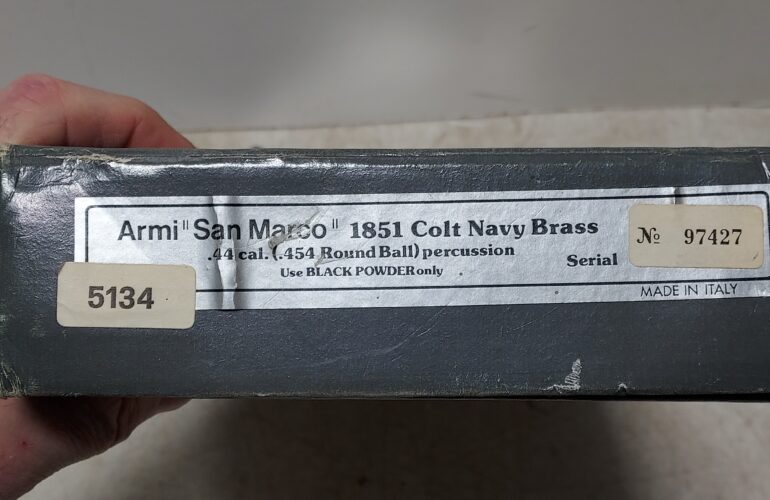 Armi "San Marco" 1851 Colt Navy Brass
.44 cal. (.454 Round Ball) percussion
Use BLACK POWDER only
Serial № 97427
5134
MADE IN ITALY